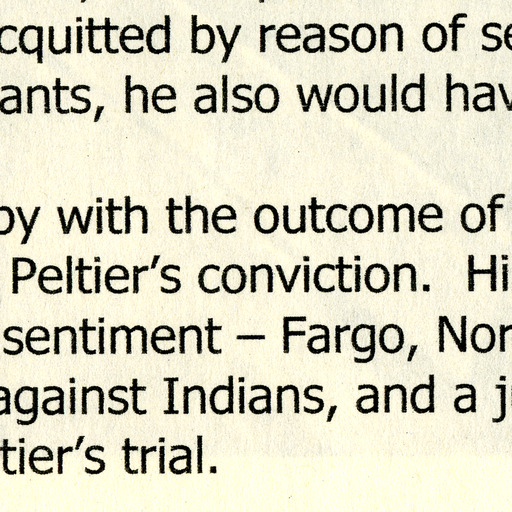 cquitted by reason of se
ants, he also would hav
py with the outcome of
Peltier's conviction.  Hi
sentiment – Fargo, Nor
against Indians, and a ju
tier's trial.